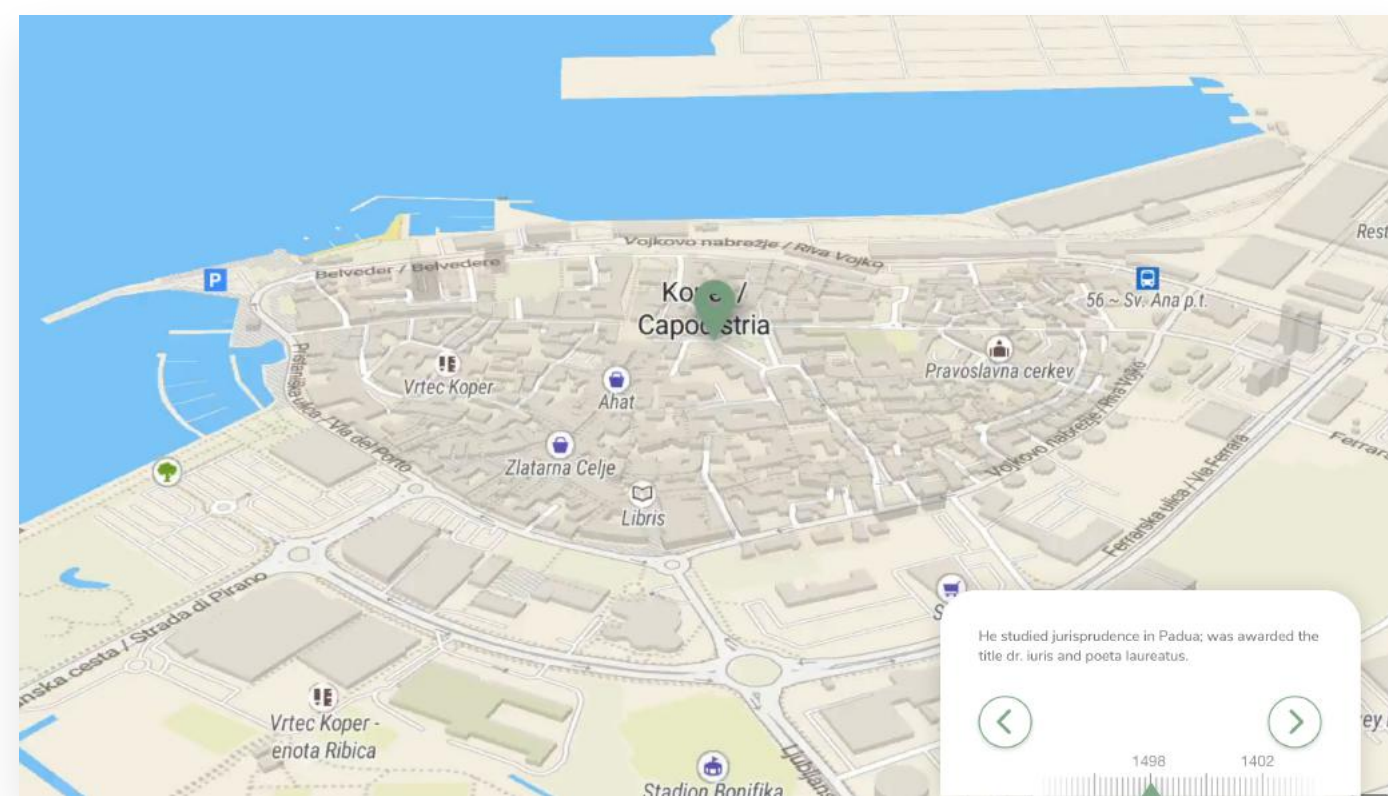 Rest
Vojkovo nabrežje / Riva Vojko
Belveder / Belvedere
P
56 ~ Sv. Ana p.t.
Capodistria
Pravoslavna cerkev
Vrtec Koper
Ahat
Pristaniška ulica / Via del Porto
Vojkovo nabrežje / Riva Vojko
Zlatarna Celje
Libris
Ferrarska ulica / Via Ferraria
Ferrara
nska cesta / Strada di Pirano
S
He studied jurisprudence in Padua; was awarded the
title dr. iuris and poeta laureatus.
Vrtec Koper -
enota Ribica
ey
Ljubljans
1498
1402
Stadion Bonifika